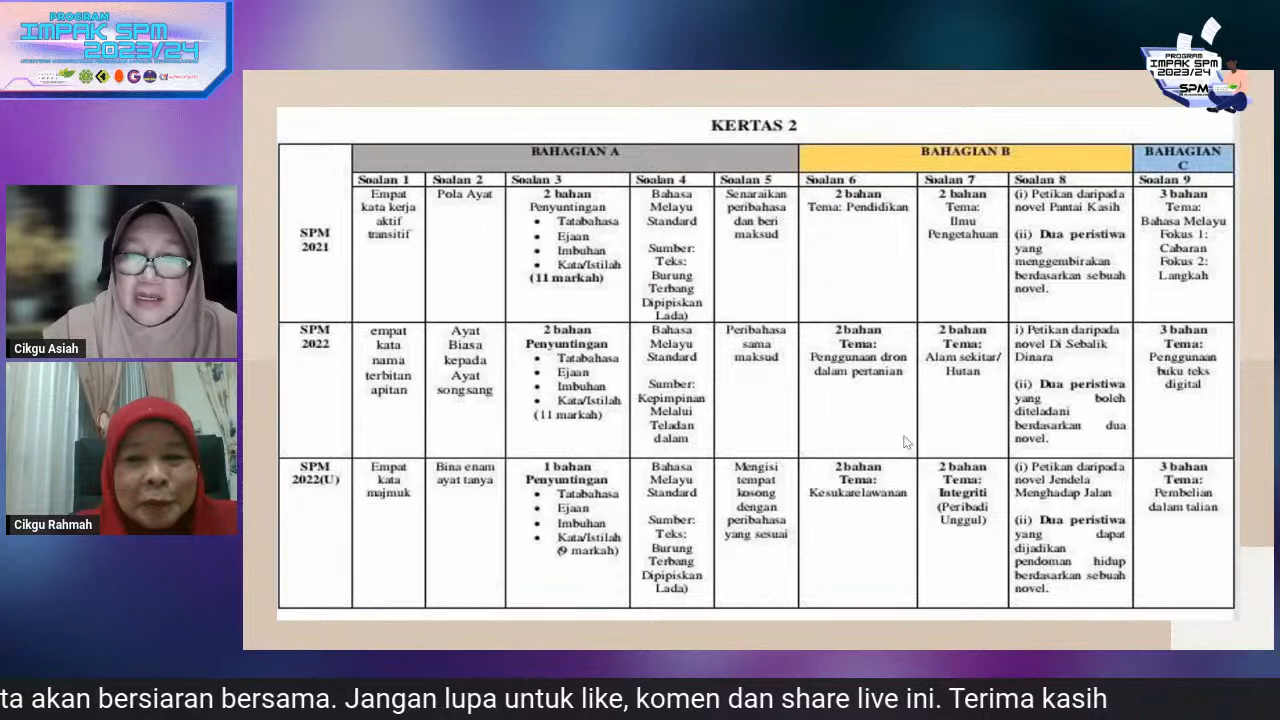 PROGRAM
IMPAK SPM
2023/24
PROGRAM
IMPAK SPM
2023/24
SPM
KERTAS 2
BAHAGIAN A
BAHAGIAN B
BAHAGIAN
C
Soalan 1
Soalan 2
Soalan 3
Soalan 4
Soalan 5
Soalan 6
Soalan 7
Soalan 8
Soalan 9
SPM
2021
Empat
kata kerja
aktif
transitif
Pola Ayat
2 bahan
Penyuntingan
• Tatabahasa
• Ejaan
• Imbuhan
• Kata/Istilah
(11 markah)
Bahasa
Melayu
Standard
Sumber:
Teks:
Burung
Terbang
Dipipiskan
Lada)
Senaraikan
peribahasa
dan beri
maksud
2 bahan
Tema: Pendidikan
2 bahan
Tema:
Ilmu
Pengetahuan
(i) Petikan daripada
novel Pantai Kasih
(ii) Dua peristiwa
yang
menggembirakan
berdasarkan sebuah
novel.
3 bahan
Tema:
Bahasa Melayu
Fokus 1:
Cabaran
Fokus 2:
Langkah
SPM
2022
empat
kata
nama
terbitan
apitan
Ayat
Biasa
kepada
Ayat
songsang
2 bahan
Penyuntingan
• Tatabahasa
• Ejaan
• Imbuhan
• Kata/Istilah
(11 markah)
Bahasa
Melayu
Standard
Sumber:
Kepimpinan
Melalui
Teladan
dalam
Peribahasa
sama
maksud
2bahan
Tema:
Penggunaan dron
dalam pertanian
2 bahan
Tema:
Alam sekitar/
Hutan
i) Petikan daripada
novel Di Sebalik
Dinara
(ii) Dua peristiwa
yang boleh
diteladani
berdasarkan dua
novel.
3 bahan
Tema:
Penggunaan
buku teks
digital
SPM
2022(U)
Empat
kata
majmuk
Bina enam
ayat tanya
1 bahan
Penyuntingan
• Tatabahasa
• Ejaan
• Imbuhan
• Kata/Istilah
(9 markah)
Bahasa
Melayu
Standard
Sumber:
Teks:
Burung
Terbang
Dipipiskan
Lada)
Mengisi
tempat
kosong
dengan
peribahasa
yang sesuai
2bahan
Tema:
Kesukarelawanan
2 bahan
Tema:
Integriti
(Peribadi
Unggul)
(i) Petikan daripada
novel Jendela
Menghadap Jalan
(ii) Dua peristiwa
yang dapat
dijadikan
pendoman hidup
berdasarkan sebuah
novel.
3 bahan
Tema:
Pembelian
dalam talian
Cikgu Asiah
Cikgu Rahmah
ta akan bersiaran bersama. Jangan lupa untuk like, komen dan share live ini. Terima kasih